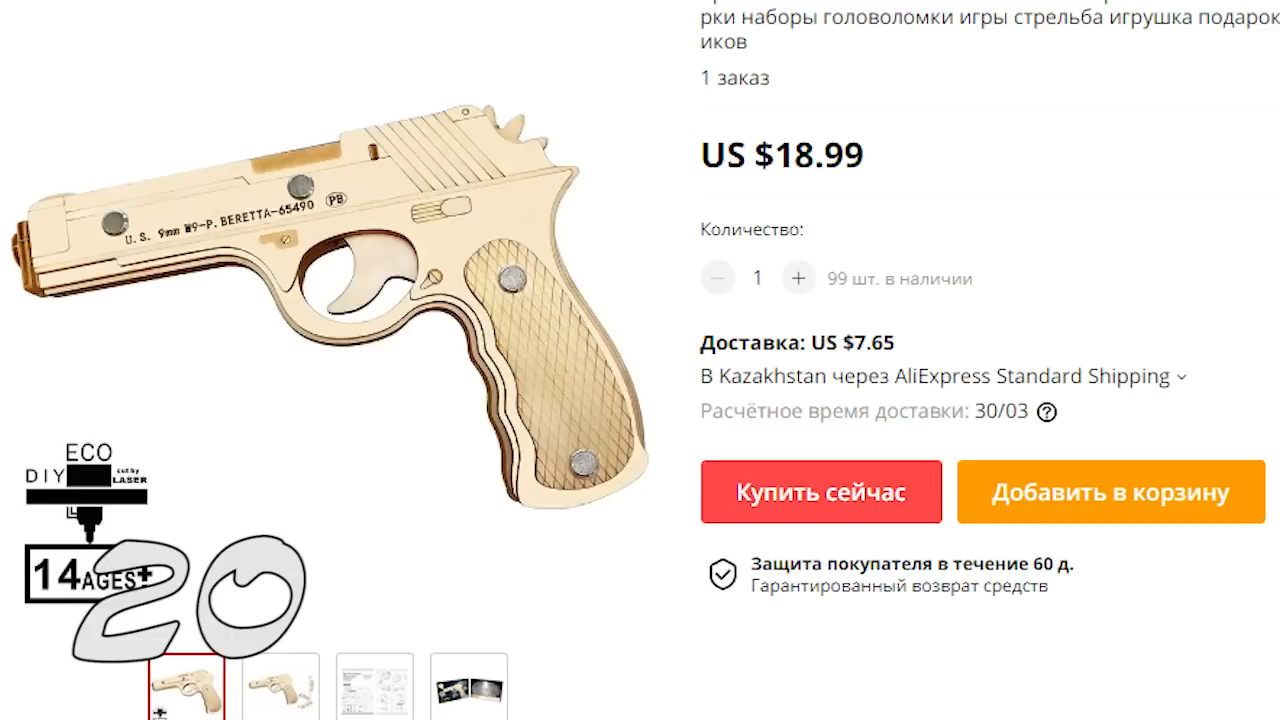 рки наборы головоломки игры стрельба игрушка подарок
иков
1 заказ
US $18.99
Количество:
1 99 шт. в наличии
Доставка: US $7.65
В Kazakhstan через AliExpress Standard Shipping
Расчётное время доставки: 30/03
Купить сейчас
Добавить в корзину
Защита покупателя в течение 60 д.
Гарантированный возврат средств
U.S. 9mm M9-P. BERETTA-65490 PB
ECO
DIY
cut by
LASER
14 AGES+
20